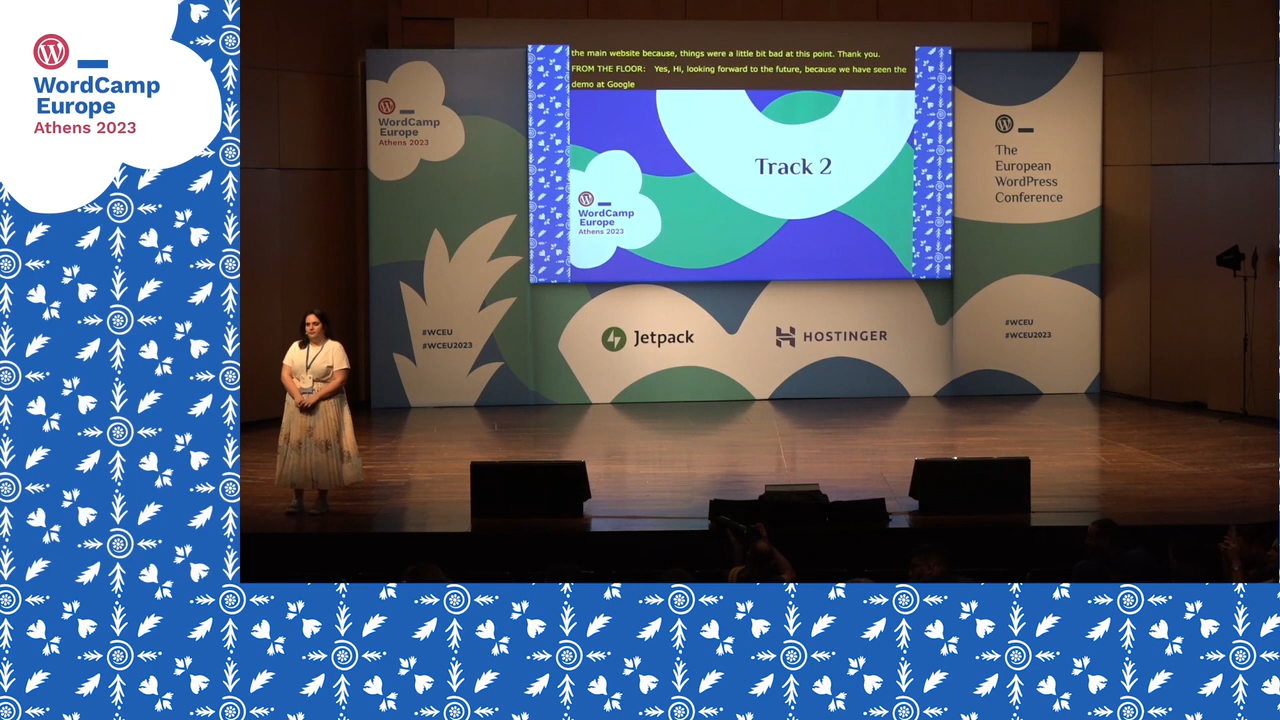 WordCamp
Europe
Athens 2023
the main website because, things were a little bit bad at this point. Thank you.
FROM THE FLOOR: Yes, Hi, looking forward to the future, because we have seen the
demo at Google
Track 2
WordCamp
Europe
Athens 2023
WordCamp
Europe
Athens 2023
The
European
WordPress
Conference
#WCEU
#WCEU2023
Jetpack
HOSTINGER
#WCEU
#WCEU2023